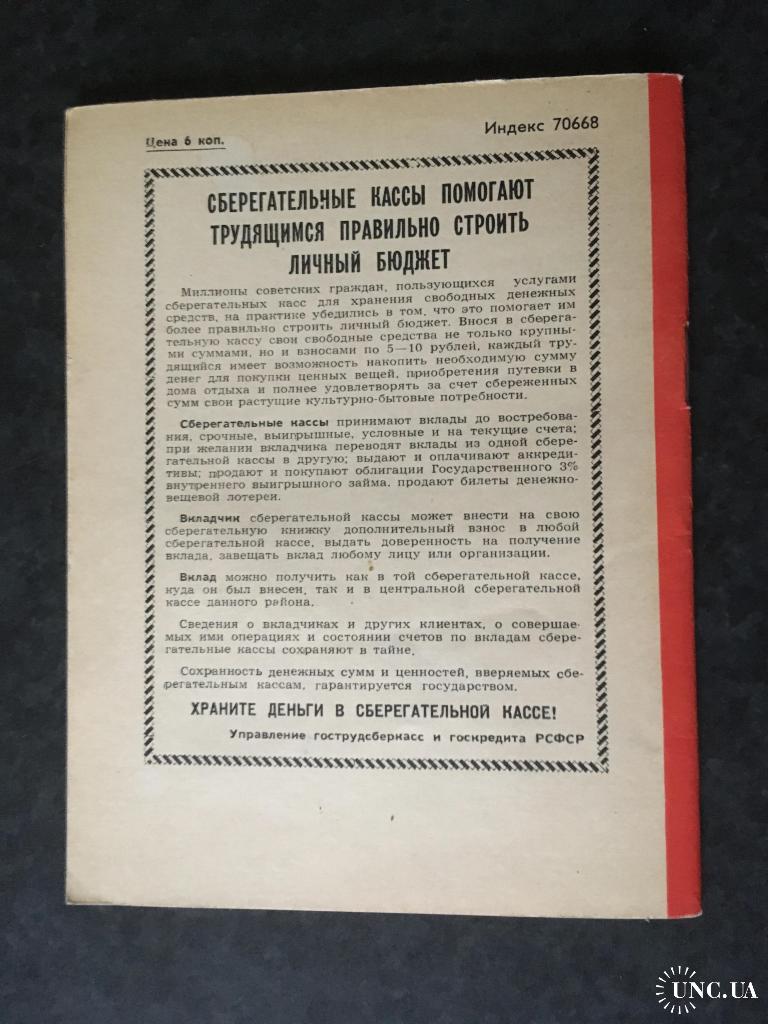 Цена 6 коп.
Индекс 70668
СБЕРЕГАТЕЛЬНЫЕ КАССЫ ПОМОГАЮТ
ТРУДЯЩИМСЯ ПРАВИЛЬНО СТРОИТЬ
ЛИЧНЫЙ БЮДЖЕТ
Миллионы советских граждан, пользующихся услугами
сберегательных касс для хранения свободных денежных
средств, на практике убедились в том, что это помогает им
более правильно строить личный бюджет. Внося в сберега-
тельную кассу свои свободные средства не только крупны-
ми суммами, но и взносами по 5—10 рублей, каждый тру-
дящийся имеет возможность накопить необходимую сумму
денег для покупки ценных вещей, приобретения путевки в
дома отдыха и полнее удовлетворять за счет сбереженных
сумм свои растущие культурно-бытовые потребности.
Сберегательные кассы принимают вклады до востребова-
ния, срочные, выигрышные, условные и на текущие счета;
при желании вкладчика переводят вклады из одной сбере-
гательной кассы в другую; выдают и оплачивают аккреди-
тивы; продают и покупают облигации Государственного 3%
внутреннего выигрышного займа, продают билеты денежно-
вещевой лотереи.
Вкладчик сберегательной кассы может внести на свою
сберегательную книжку дополнительный взнос в любой
сберегательной кассе, выдать доверенность на получение
вклада, завещать вклад любому лицу или организации.
Вклад можно получить как в той сберегательной кассе,
куда он был внесен, так и в центральной сберегательной
кассе данного района.
Сведения о вкладчиках и других клиентах, о совершае-
мых ими операциях и состоянии счетов по вкладам сбере-
гательные кассы сохраняют в тайне.
Сохранность денежных сумм и ценностей, вверяемых сбе-
регательным кассам, гарантируется государством.
ХРАНИТЕ ДЕНЬГИ В СБЕРЕГАТЕЛЬНОЙ КАССЕ!
Управление гострудсберкасс и госкредита РСФСР
UNC.UA